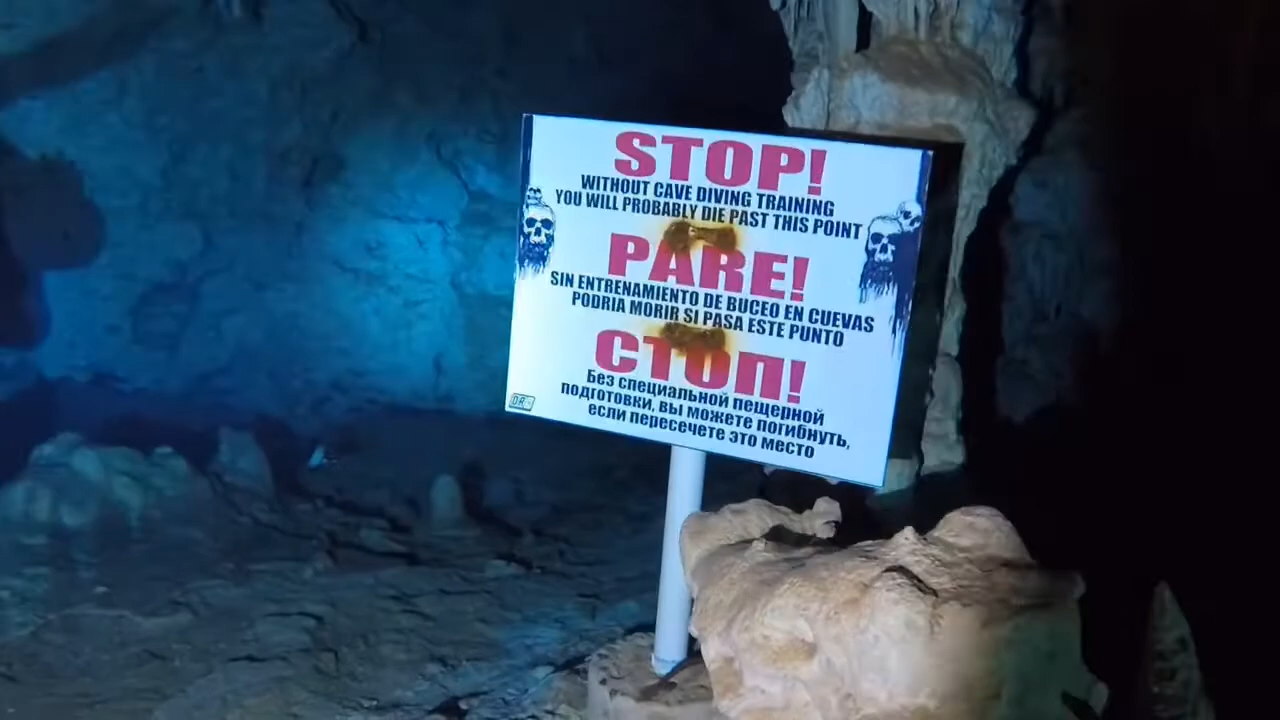 STOP!
WITHOUT CAVE DIVING TRAINING
YOU WILL PROBABLY DIE PAST THIS POINT
PARE!
SIN ENTRENAMIENTO DE BUCEO EN CUEVAS
PODRIA MORIR SI PASA ESTE PUNTO
СТОП!
Без специальной пещерной
подготовки, вы можете погибнуть,
если пересечете это место